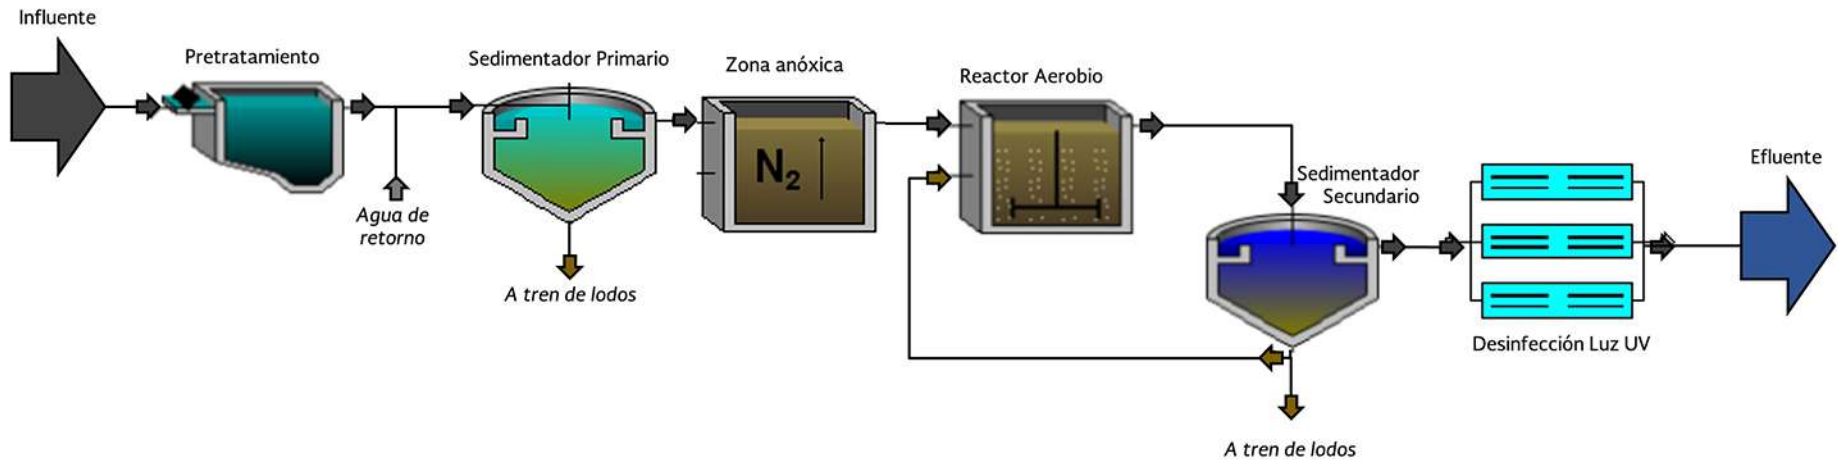 Influente
Pretratamiento
Agua de
retorno
Sedimentador Primario
A tren de lodos
Zona anóxica
N2
Reactor Aerobio
Sedimentador
Secundario
A tren de lodos
Desinfección Luz UV
Efluente